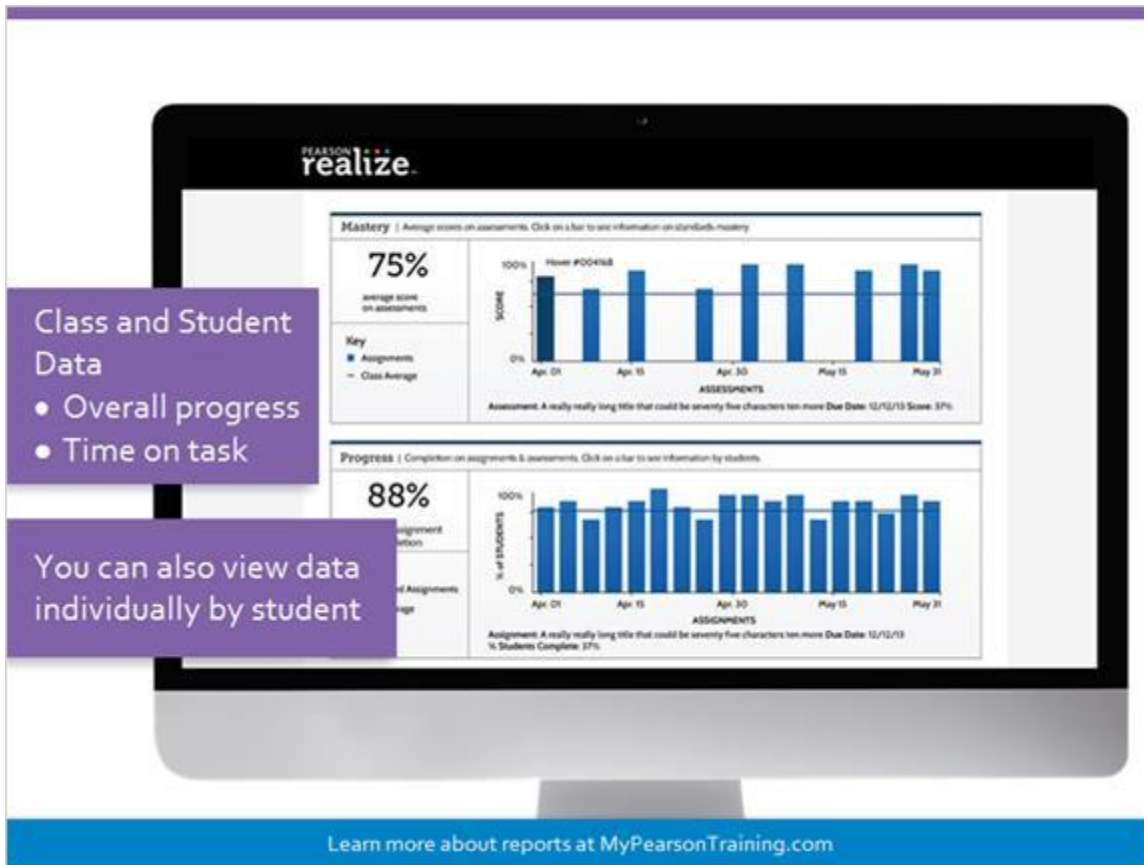 PEARSON
realize
Mastery | Average scores on assessments. Click on a bar to see information on standards mastery.
75%
average score
on assessments
Key
Assignments
Class Average
100%
Hover #004168
SCORE
0%
Apr. 01
Apr. 15
Apr. 30
May 15
May 31
ASSESSMENTS
Assessment: A really really long title that could be seventy five characters ten more Due Date: 12/12/13 Score: 37%
Class and Student
Data
• Overall progress
• Time on task
Progress | Completion on assignments & assessments. Click on a bar to see information by students.
88%
100%
% of STUDENTS
0%
Apr. 01
Apr. 15
Apr. 30
May 15
May 31
ASSIGNMENTS
Assignment: A really really long title that could be seventy five characters ten more Due Date: 12/12/13
% Students Complete: 37%
Assignments
You can also view data
individually by student
Learn more about reports at MyPearsonTraining.com